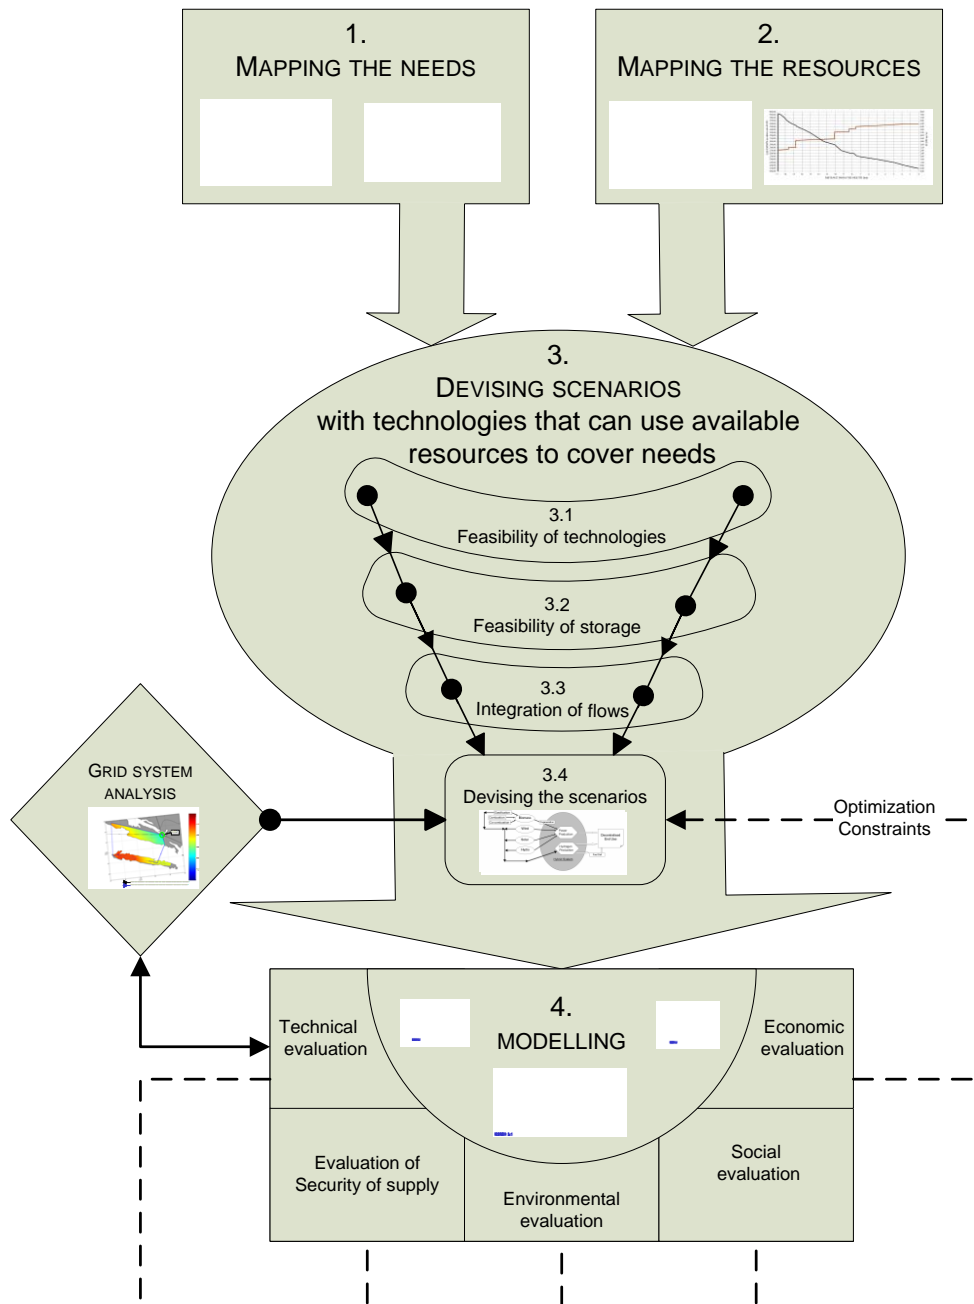 1.
MAPPING THE NEEDS
2.
MAPPING THE RESOURCES
3.
DEVISING SCENARIOS
with technologies that can use available
resources to cover needs
3.1
Feasibility of technologies
3.2
Feasibility of storage
3.3
Integration of flows
3.4
Devising the scenarios
GRID SYSTEM
ANALYSIS
Optimization
Constraints
4.
MODELLING
Technical
evaluation
Economic
evaluation
Evaluation of
Security of supply
Environmental
evaluation
Social
evaluation